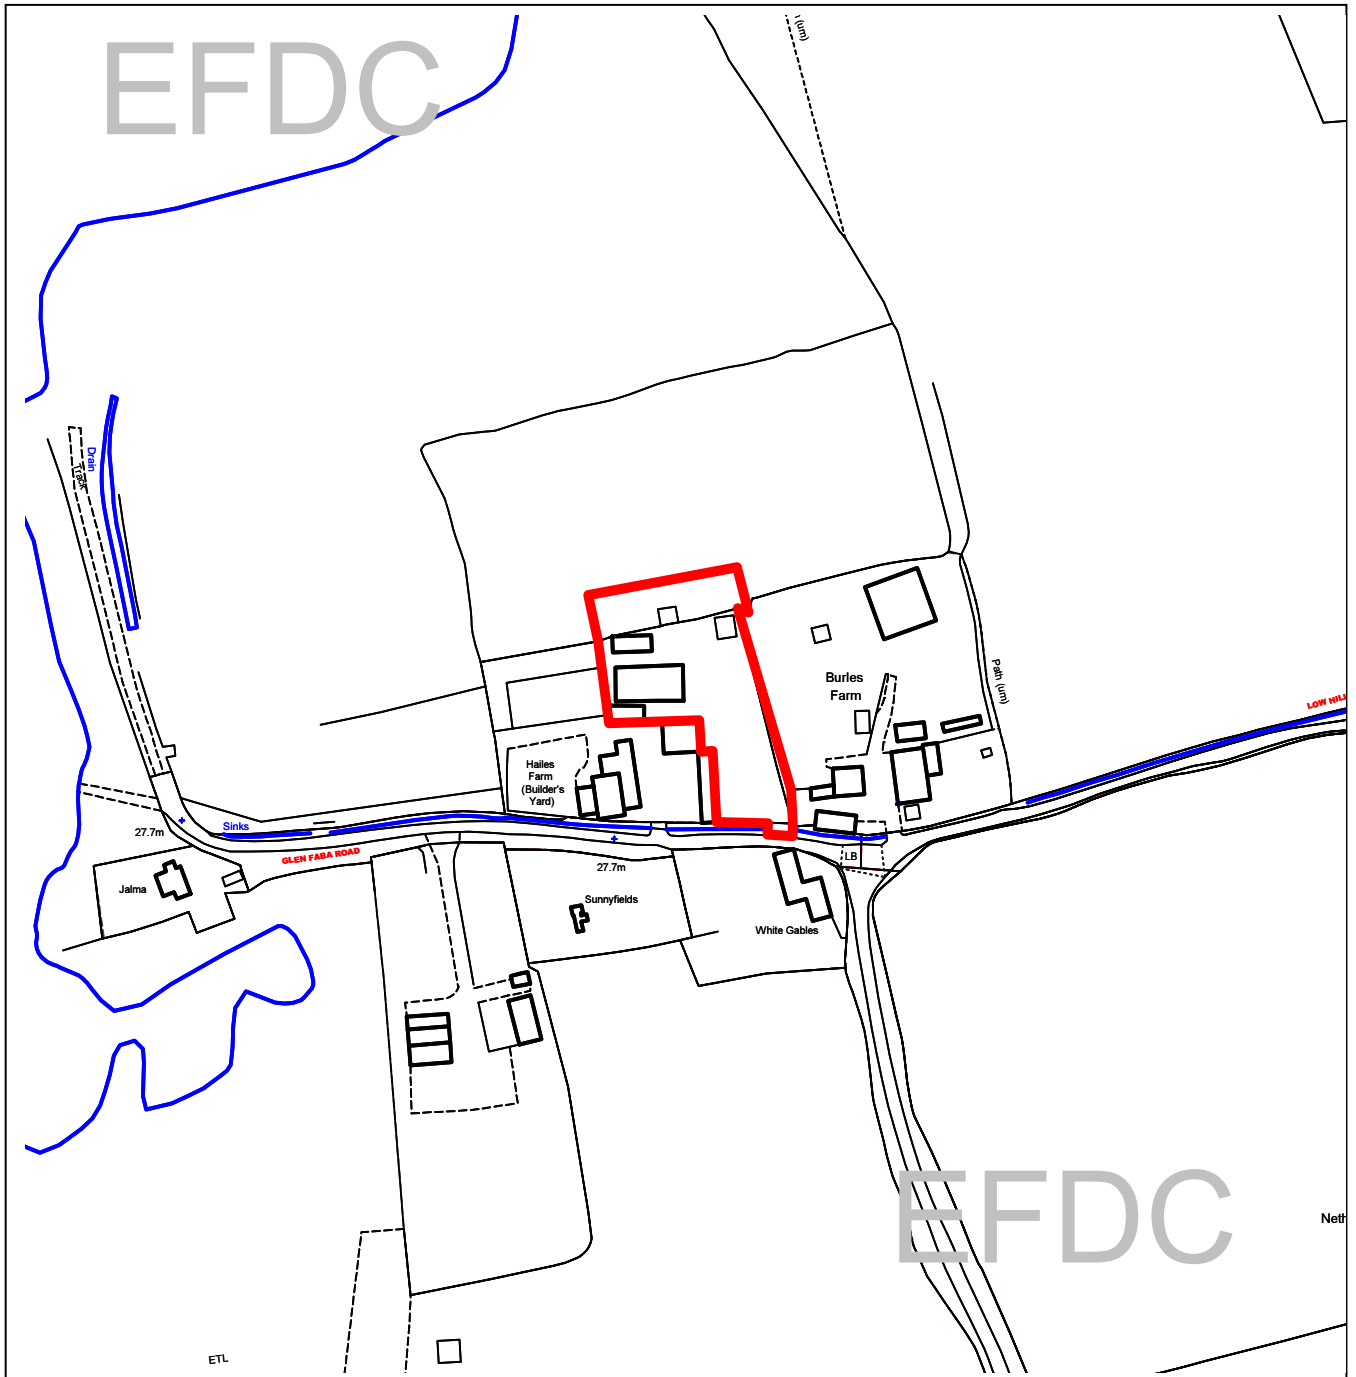 EFDC
(um)
Drain
Track
Burles
Farm
Path (um)
LOW HILL
Hailes
Farm
(Builder's
Yard)
Sinks
27.7m
GLEN FABA ROAD
27.7m
LB
Jalma
Sunnyfields
White Gables
EFDC
Neth
ETL